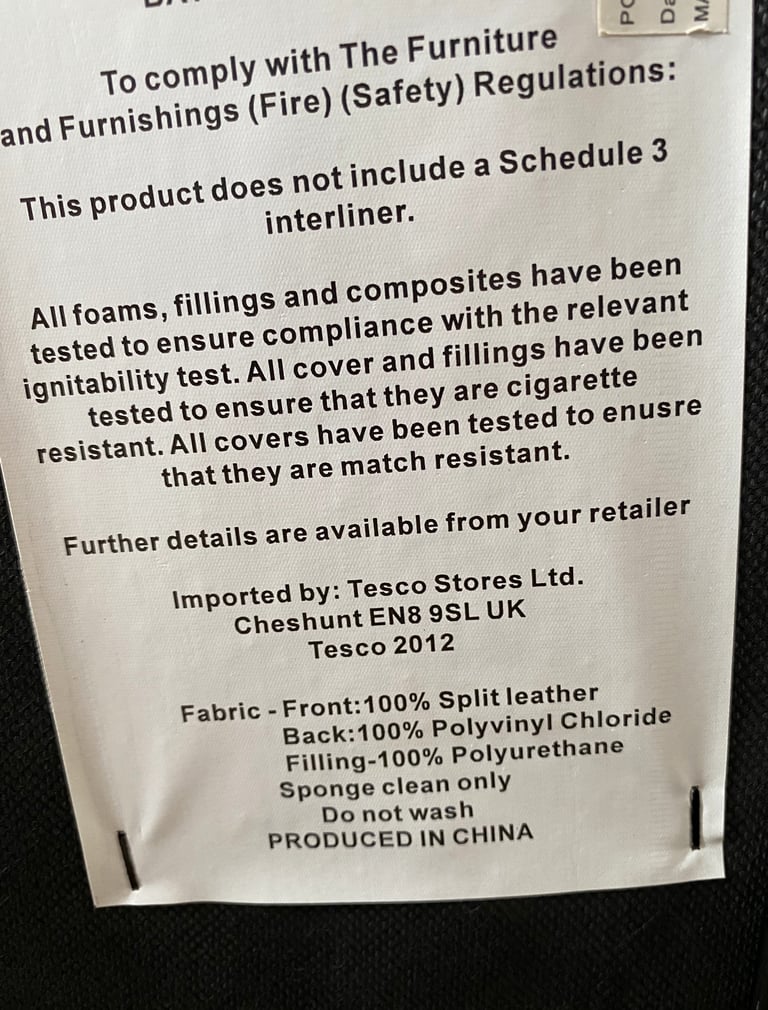 To comply with The Furniture
and Furnishings (Fire) (Safety) Regulations:
This product does not include a Schedule 3
interliner.
All foams, fillings and composites have been
tested to ensure compliance with the relevant
ignitability test. All cover and fillings have been
tested to ensure that they are cigarette
resistant. All covers have been tested to enusre
that they are match resistant.
Further details are available from your retailer
Imported by: Tesco Stores Ltd.
Cheshunt EN8 9SL UK
Tesco 2012
Fabric - Front:100% Split leather
Back:100% Polyvinyl Chloride
Filling-100% Polyurethane
Sponge clean only
Do not wash
PRODUCED IN CHINA